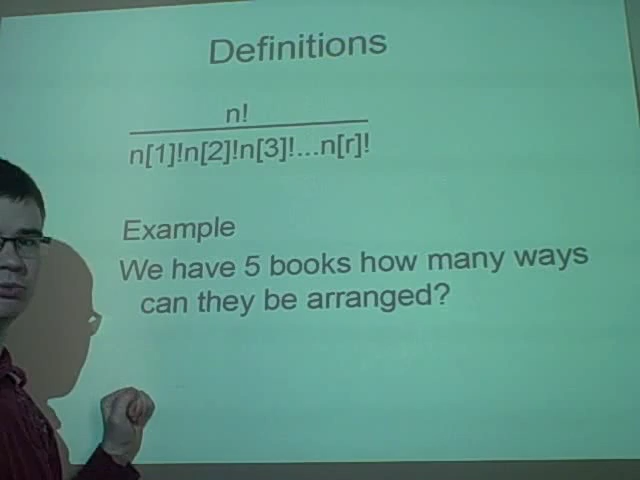 Definitions
n!
n[1]!n[2]!n[3]!...n[r]!
Example
We have 5 books how many ways
can they be arranged?